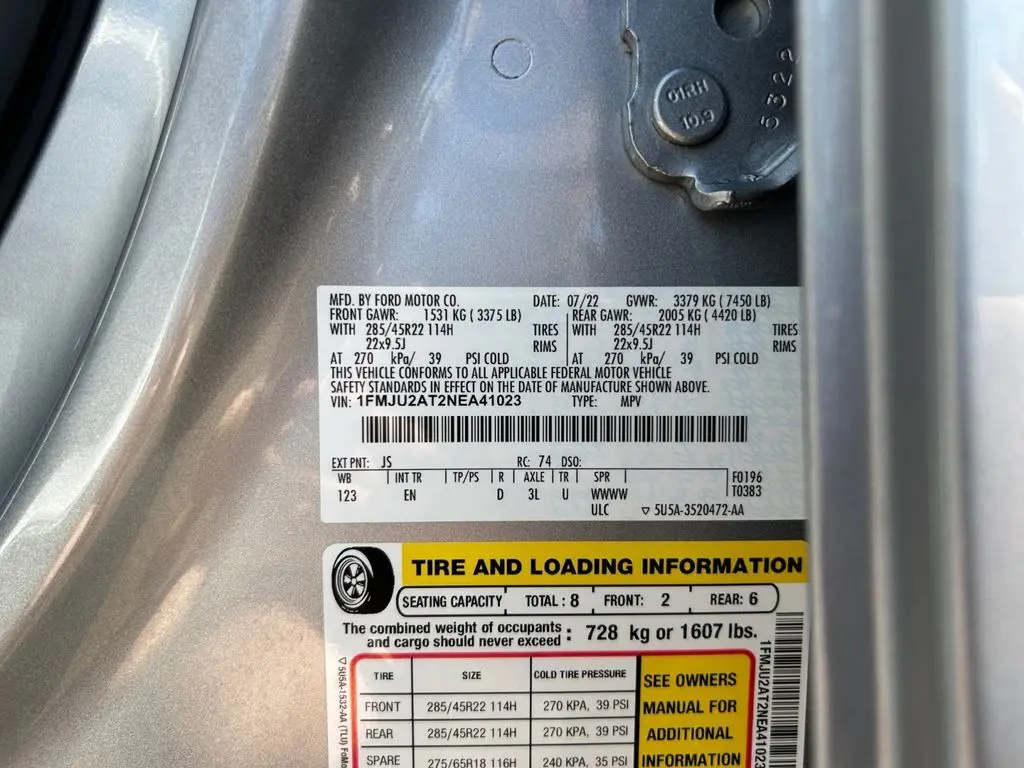 01RH
10.9
5322
MFD. BY FORD MOTOR CO. DATE: 07/22 GVWR: 3379 KG ( 7450 LB)
FRONT GAWR: 1531 KG ( 3375 LB) REAR GAWR: 2005 KG ( 4420 LB)
WITH 285/45R22 114H TIRES WITH 285/45R22 114H TIRES
22x9.5J RIMS 22x9.5J RIMS
AT 270 kPa/ 39 PSI COLD AT 270 kPa/ 39 PSI COLD
THIS VEHICLE CONFORMS TO ALL APPLICABLE FEDERAL MOTOR VEHICLE
SAFETY STANDARDS IN EFFECT ON THE DATE OF MANUFACTURE SHOWN ABOVE.
VIN: 1FMJU2AT2NEA41023 TYPE: MPV
EXT PNT: JS RC: 74 DSO:
WB INT TR TP/PS R AXLE TR SPR F0196
123 EN D 3L U WWWW T0383
ULC ▽ 5U5A-3520472-AA
TIRE AND LOADING INFORMATION
SEATING CAPACITY TOTAL : 8 FRONT: 2 REAR: 6
The combined weight of occupants
and cargo should never exceed : 728 kg or 1607 lbs.
TIRE SIZE COLD TIRE PRESSURE
FRONT 285/45R22 114H 270 KPA, 39 PSI
REAR 285/45R22 114H 270 KPA, 39 PSI
SPARE 275/65R18 116H 240 KPA, 35 PSI
SEE OWNERS
MANUAL FOR
ADDITIONAL
INFORMATION
▽ 5U5A-1532-AA (TLU) FoMo
1FMJU2AT2NEA41023